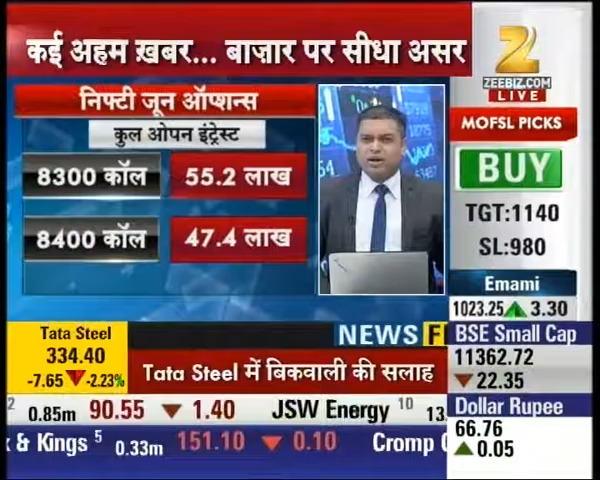 कई अहम ख़बर... बाज़ार पर सीधा असर
Z
ZEEBIZ.COM
LIVE
निफ्टी जून ऑप्शन्स
कुल ओपन इंट्रेस्ट
8300 कॉल 55.2 लाख
8400 कॉल 47.4 लाख
MOFSL PICKS
BUY
TGT:1140
SL:980
Emami
1023.25 3.30
Tata Steel
334.40
-7.65 -2.23%
NEWS F
Tata Steel में बिकवाली की सलाह
BSE Small Cap
11362.72
22.35
Dollar Rupee
66.76
0.05
2 0.85m 90.55 1.40 JSW Energy 10 13
& Kings 5 0.33m 151.10 0.10 Cromp